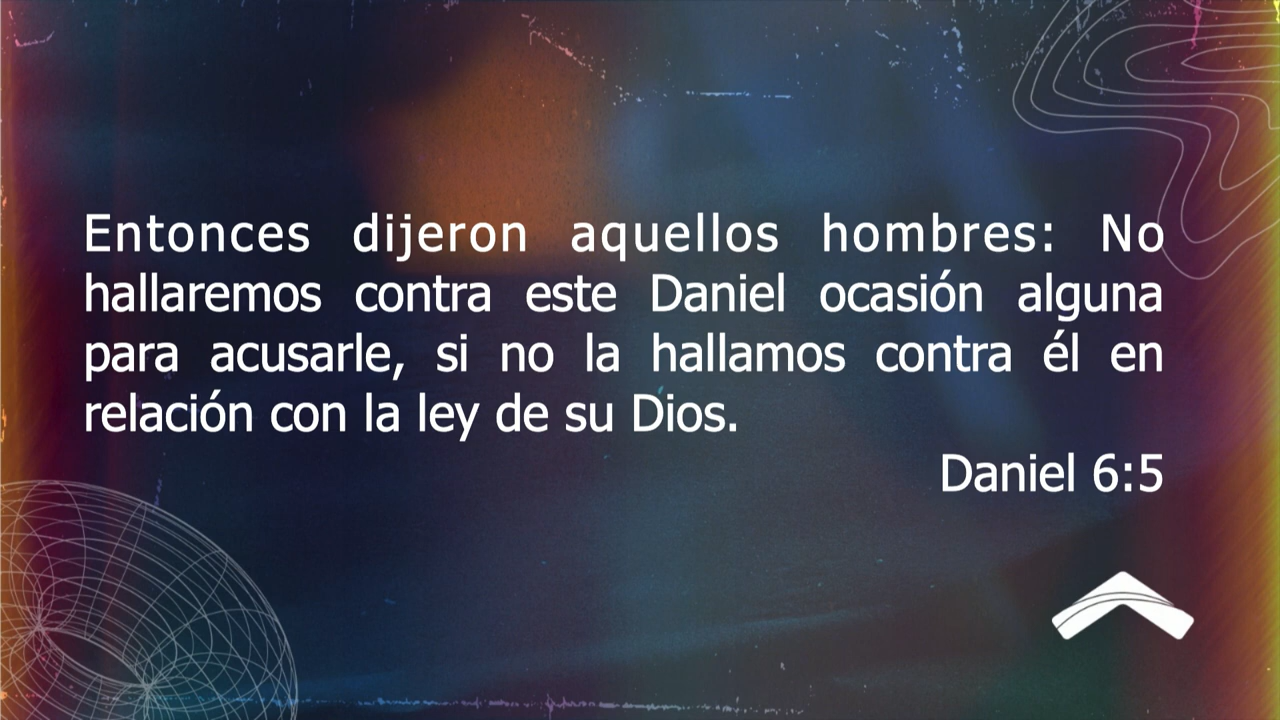 Entonces dijeron aquellos hombres: No
hallaremos contra este Daniel ocasión alguna
para acusarle, si no la hallamos contra él en
relación con la ley de su Dios.
Daniel 6:5